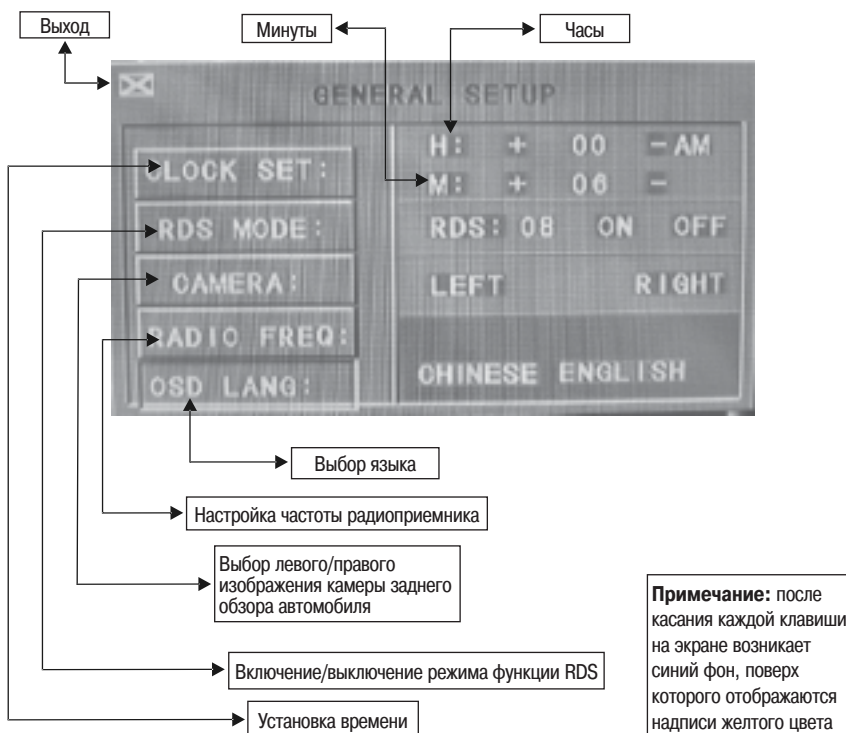 Выход
Минуты
Часы
GENERAL SETUP
CLOCK SET:
H: + 00 - AM
M: + 06 -
RDS MODE:
RDS: 08 ON OFF
CAMERA:
LEFT RIGHT
RADIO FREQ:
OSD LANG:
CHINESE ENGLISH
Выбор языка
Настройка частоты радиоприемника
Выбор левого/правого
изображения камеры заднего
обзора автомобиля
Включение/выключение режима функции RDS
Установка времени
Примечание: после
касания каждой клавиши
на экране возникает
синий фон, поверх
которого отображаются
надписи желтого цвета